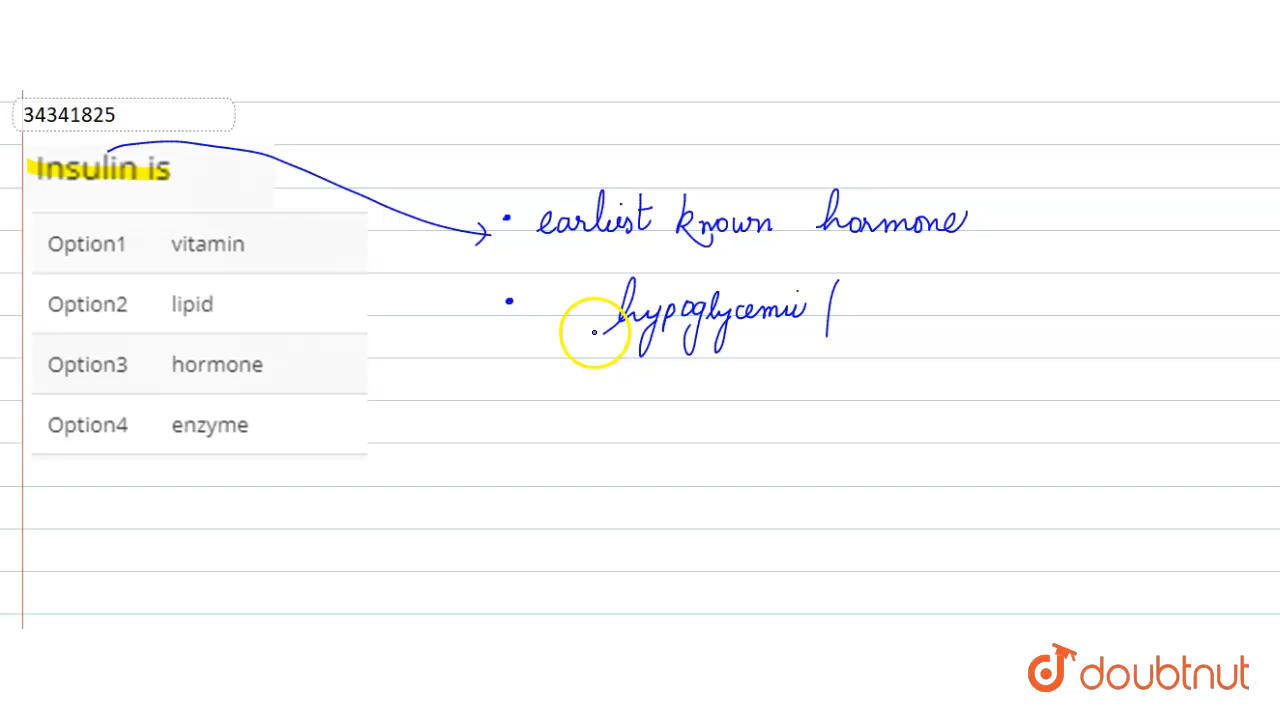 34341825
Insulin is
Option1 vitamin
Option2 lipid
Option3 hormone
Option4 enzyme
• earliest known hormone
• hypoglycemic (
doubtnut